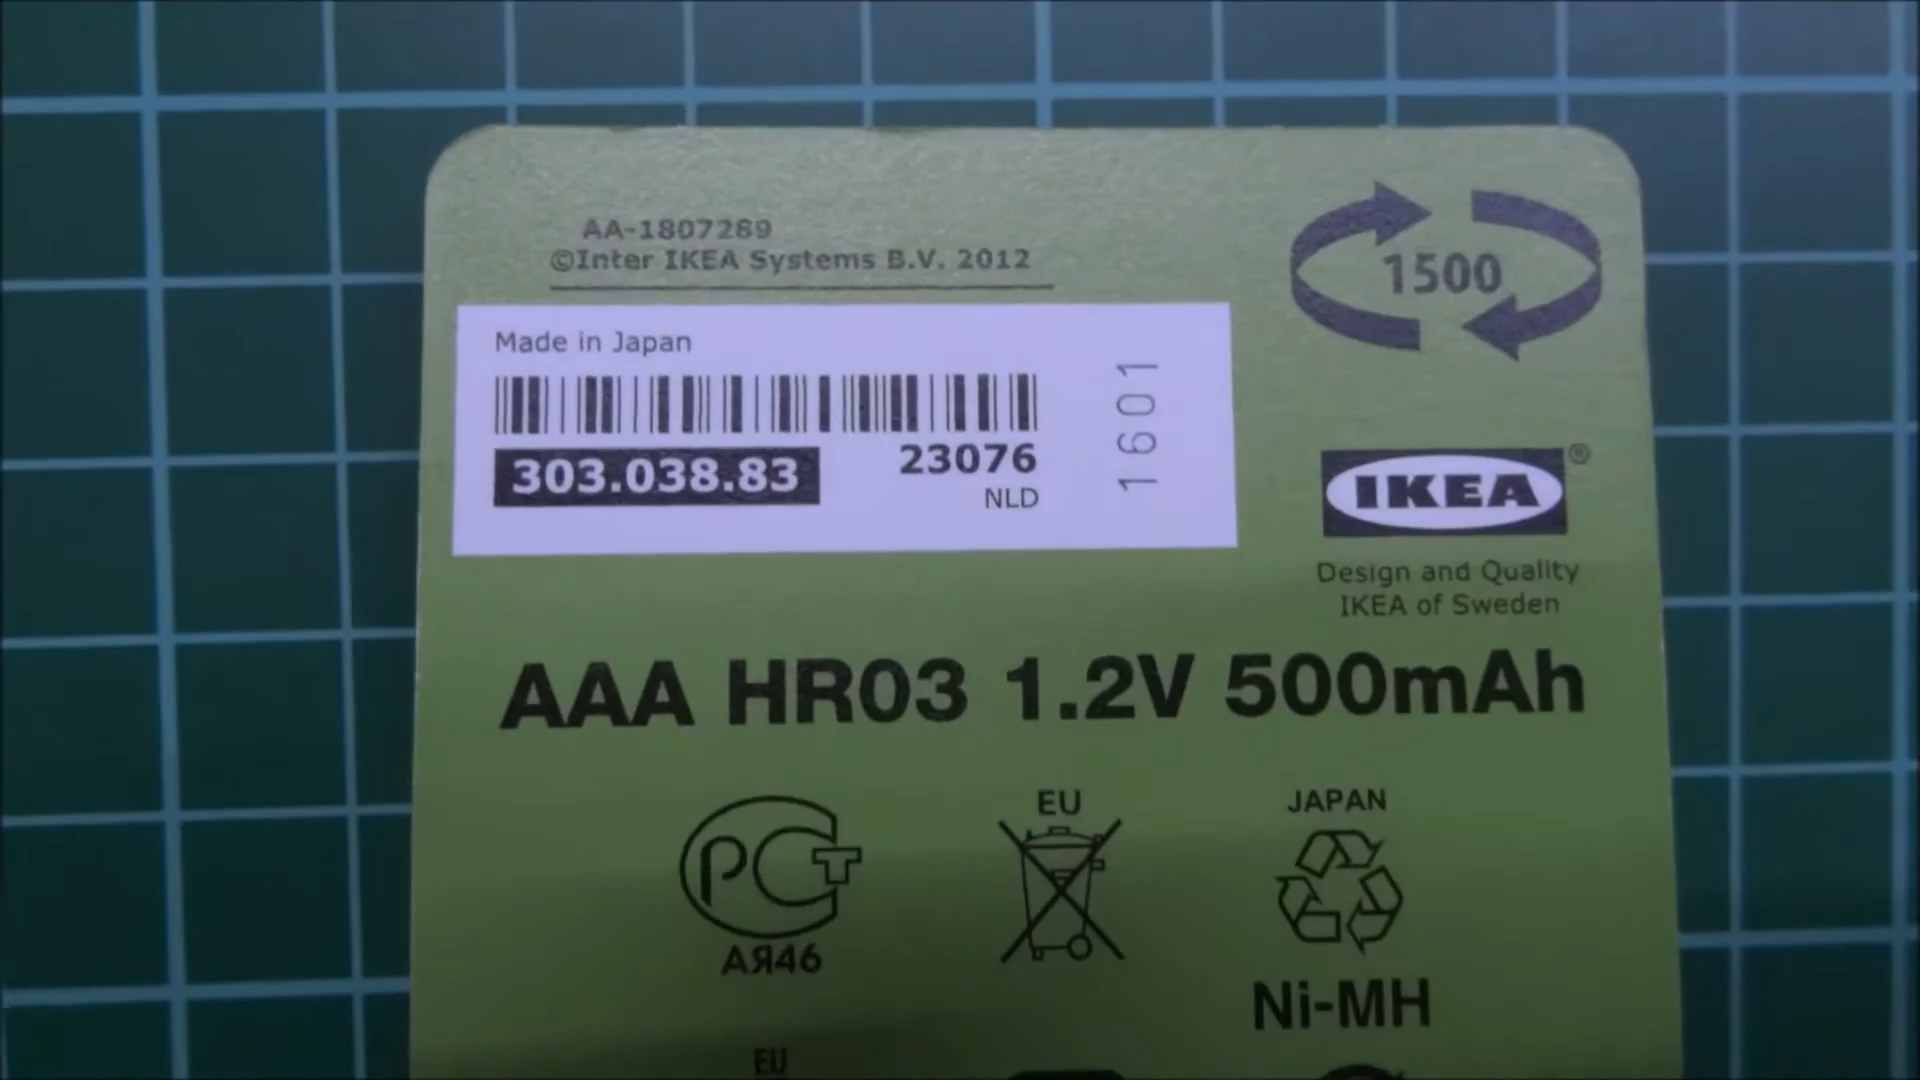 AA-1807289
©Inter IKEA Systems B.V. 2012
1500
Made in Japan
1601
303.038.83
23076
NLD
IKEA®
Design and Quality
IKEA of Sweden
AAA HR03 1.2V 500mAh
РСТ
АЯ46
EU
JAPAN
Ni-MH
EU